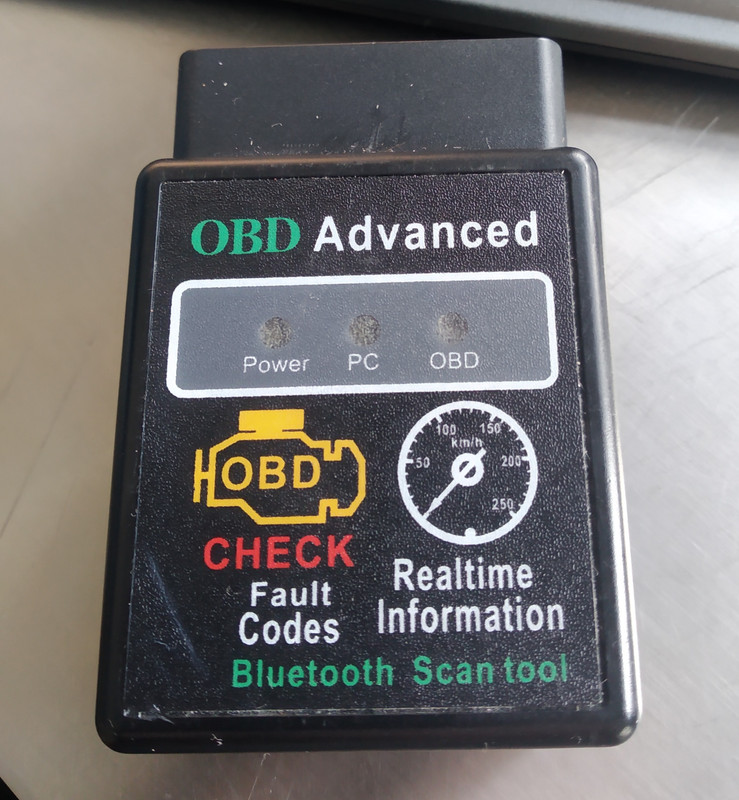 OBD Advanced
Power PC OBD
OBD
100 150
km/h
50 200
250
CHECK
Fault
Codes
Realtime
Information
Bluetooth Scan tool